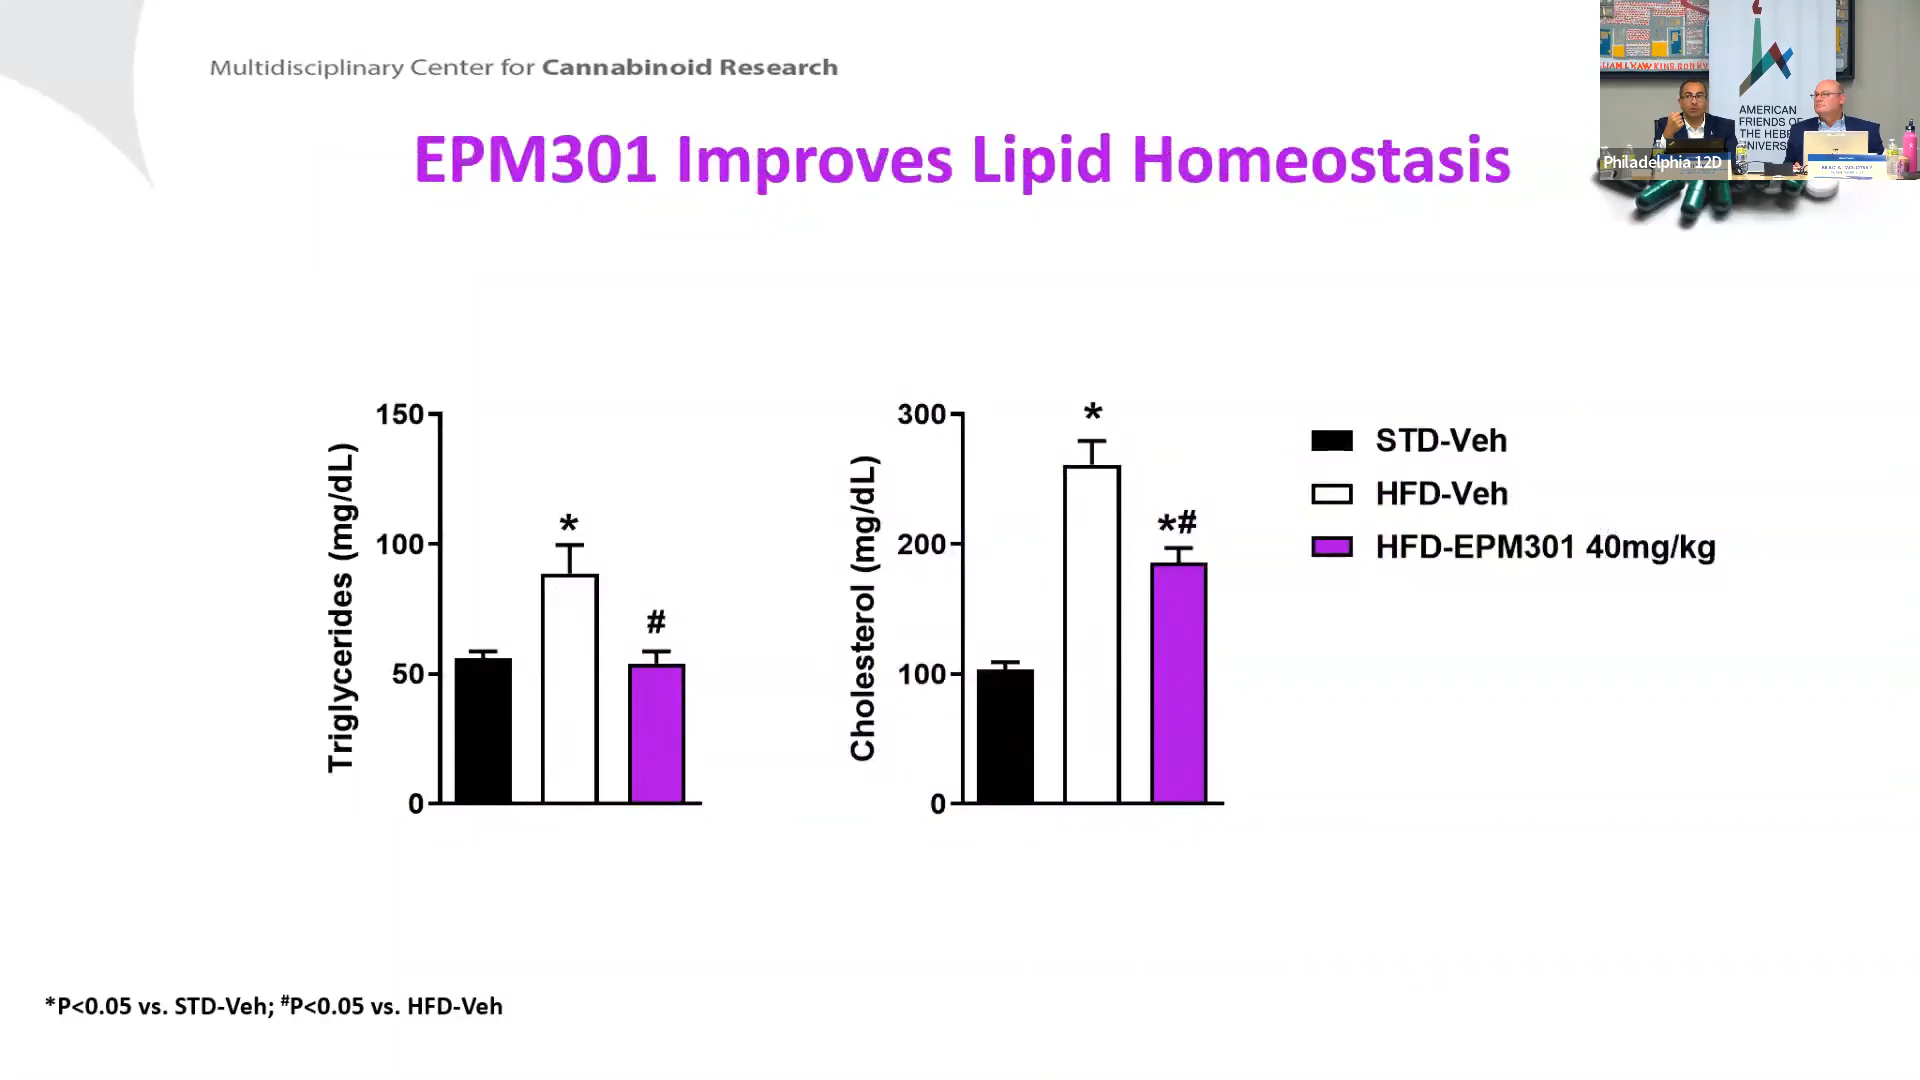 Multidisciplinary Center for Cannabinoid Research
EPM301 Improves Lipid Homeostasis
AMERICAN
FRIENDS OF
THE HEBR
UNIVERS
Philadelphia 12D
Triglycerides (mg/dL)
150
100
50
0
*
#
Cholesterol (mg/dL)
300
200
100
0
*
*#
STD-Veh
HFD-Veh
HFD-EPM301 40mg/kg
*P<0.05 vs. STD-Veh; #P<0.05 vs. HFD-Veh